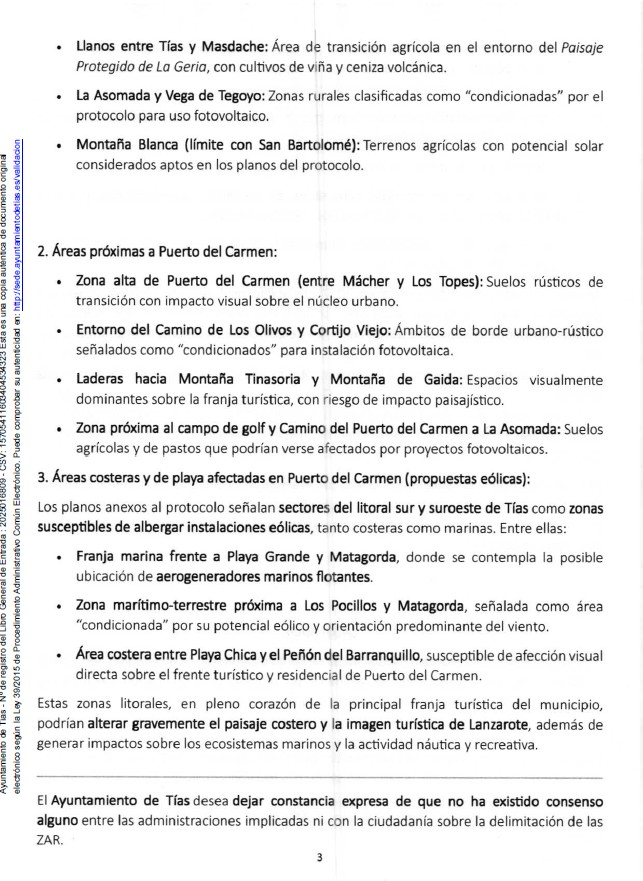 • Llanos entre Tías y Masdache: Área de transición agrícola en el entorno del Paisaje
Protegido de La Geria, con cultivos de viña y ceniza volcánica.
• La Asomada y Vega de Tegoyo: Zonas rurales clasificadas como “condicionadas” por el
protocolo para uso fotovoltaico.
• Montaña Blanca (límite con San Bartolomé): Terrenos agrícolas con potencial solar
considerados aptos en los planos del protocolo.
2. Áreas próximas a Puerto del Carmen:
• Zona alta de Puerto del Carmen (entre Mácher y Los Topes): Suelos rústicos de
transición con impacto visual sobre el núcleo urbano.
• Entorno del Camino de Los Olivos y Cortijo Viejo: Ámbitos de borde urbano-rústico
señalados como “condicionados” para instalación fotovoltaica.
• Laderas hacia Montaña Tinasoria y Montaña de Gaida: Espacios visualmente
dominantes sobre la franja turística, con riesgo de impacto paisajístico.
• Zona próxima al campo de golf y Camino del Puerto del Carmen a La Asomada: Suelos
agrícolas y de pastos que podrían verse afectados por proyectos fotovoltaicos.
3. Áreas costeras y de playa afectadas en Puerto del Carmen (propuestas eólicas):
Los planos anexos al protocolo señalan sectores del litoral sur y suroeste de Tías como zonas
susceptibles de albergar instalaciones eólicas, tanto costeras como marinas. Entre ellas:
• Franja marina frente a Playa Grande y Matagorda, donde se contempla la posible
ubicación de aerogeneradores marinos flotantes.
• Zona marítimo-terrestre próxima a Los Pocillos y Matagorda, señalada como área
“condicionada” por su potencial eólico y orientación predominante del viento.
• Área costera entre Playa Chica y el Peñón del Barranquillo, susceptible de afección visual
directa sobre el frente turístico y residencial de Puerto del Carmen.
Estas zonas litorales, en pleno corazón de la principal franja turística del municipio,
podrían alterar gravemente el paisaje costero y la imagen turística de Lanzarote, además de
generar impactos sobre los ecosistemas marinos y la actividad náutica y recreativa.
El Ayuntamiento de Tías desea dejar constancia expresa de que no ha existido consenso
alguno entre las administraciones implicadas ni con la ciudadanía sobre la delimitación de las
ZAR.
3
Ayuntamiento de Tías - Nº de registro del Libro General de Entrada : 2025016809 - CSV: 15705411603404534323 Esta es una copia auténtica de documento original
electrónico según la Ley 39/2015 de Procedimiento Administrativo Común Electrónico. Puede comprobar su autenticidad en: http://sede.ayuntamientodetias.es/validacion